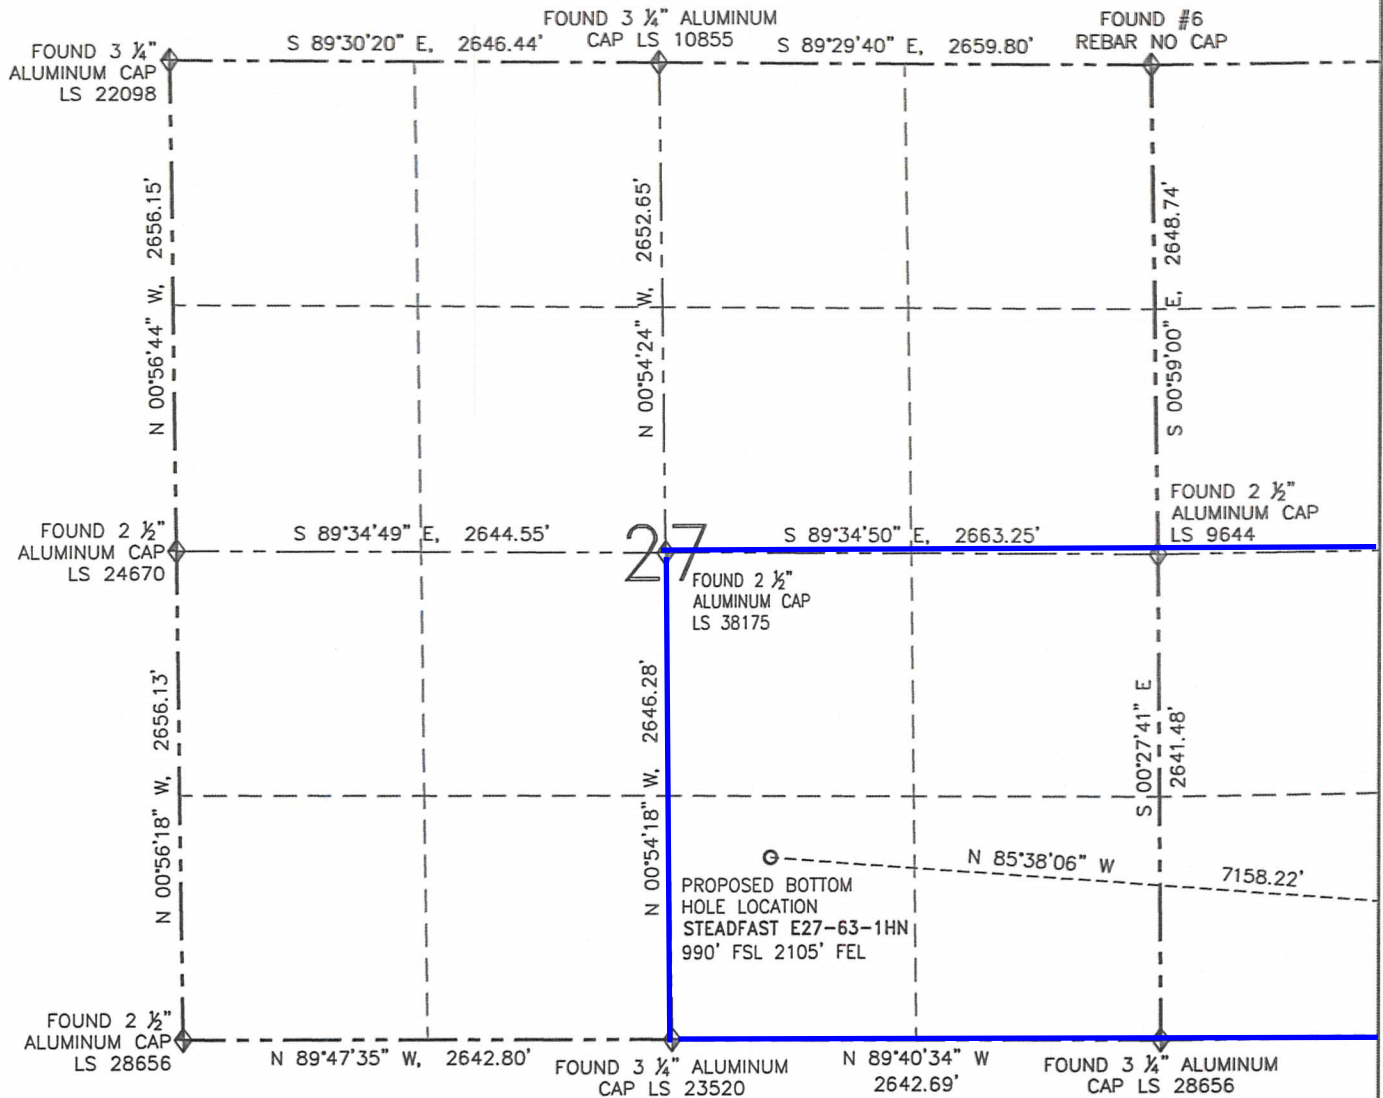 FOUND 3 ¼" ALUMINUM
CAP LS 10855
FOUND #6
REBAR NO CAP
FOUND 3 ¼"
ALUMINUM CAP
LS 22098
S 89°30'20" E, 2646.44'
S 89°29'40" E, 2659.80'
N 00°56'44" W, 2656.15'
N 00°54'24" W, 2652.65'
S 00°59'00" E, 2648.74'
FOUND 2 ½"
ALUMINUM CAP
LS 9644
FOUND 2 ½"
ALUMINUM CAP
LS 24670
S 89°34'49" E, 2644.55'
27
S 89°34'50" E, 2663.25'
FOUND 2 ½"
ALUMINUM CAP
LS 38175
N 00°56'18" W, 2656.13'
N 00°54'18" W, 2646.28'
S 00°27'41" E
2641.48'
N 85°38'06" W
7158.22'
PROPOSED BOTTOM
HOLE LOCATION
STEADFAST E27-63-1HN
990' FSL 2105' FEL
FOUND 2 ½"
ALUMINUM CAP
LS 28656
N 89°47'35" W, 2642.80'
FOUND 3 ¼" ALUMINUM
CAP LS 23520
N 89°40'34" W
2642.69'
FOUND 3 ¼" ALUMINUM
CAP LS 28656